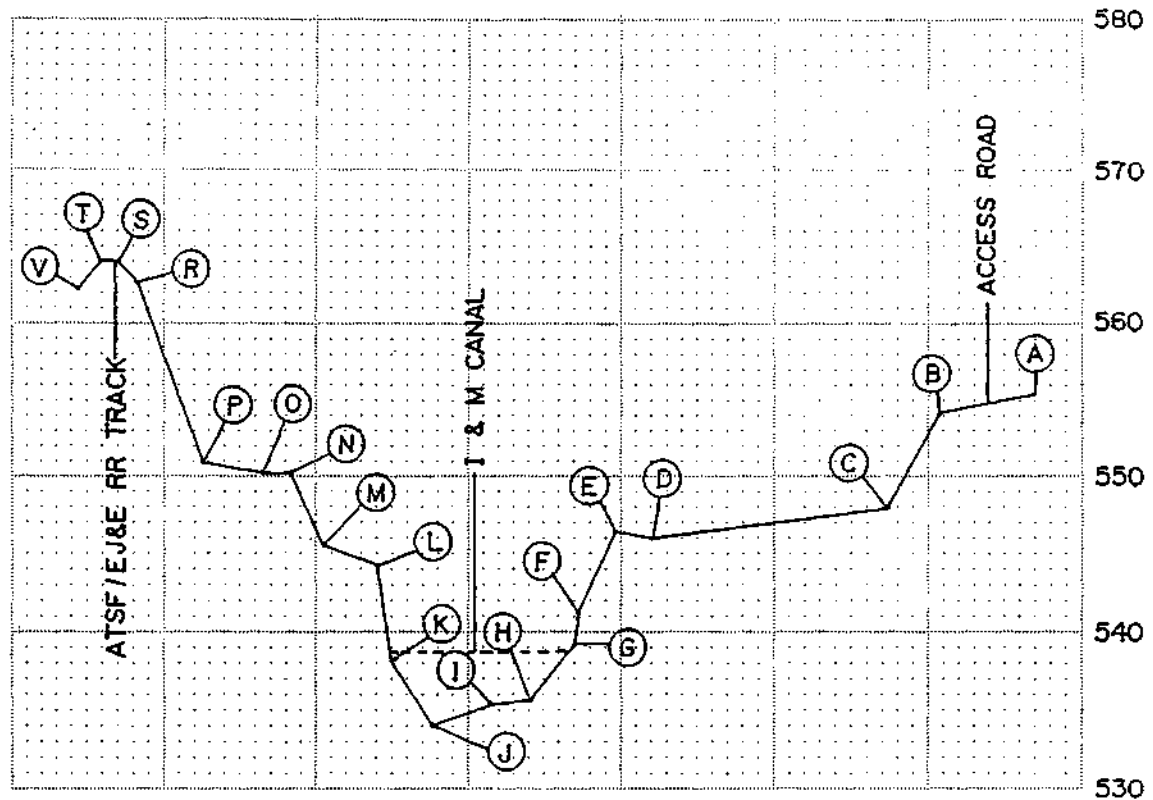 580
570
560
550
540
530
V
T
S
R
P
O
N
M
L
K
I
H
J
G
F
E
D
C
B
A
ATSF/EJ&E RR TRACK
I & M CANAL
ACCESS ROAD